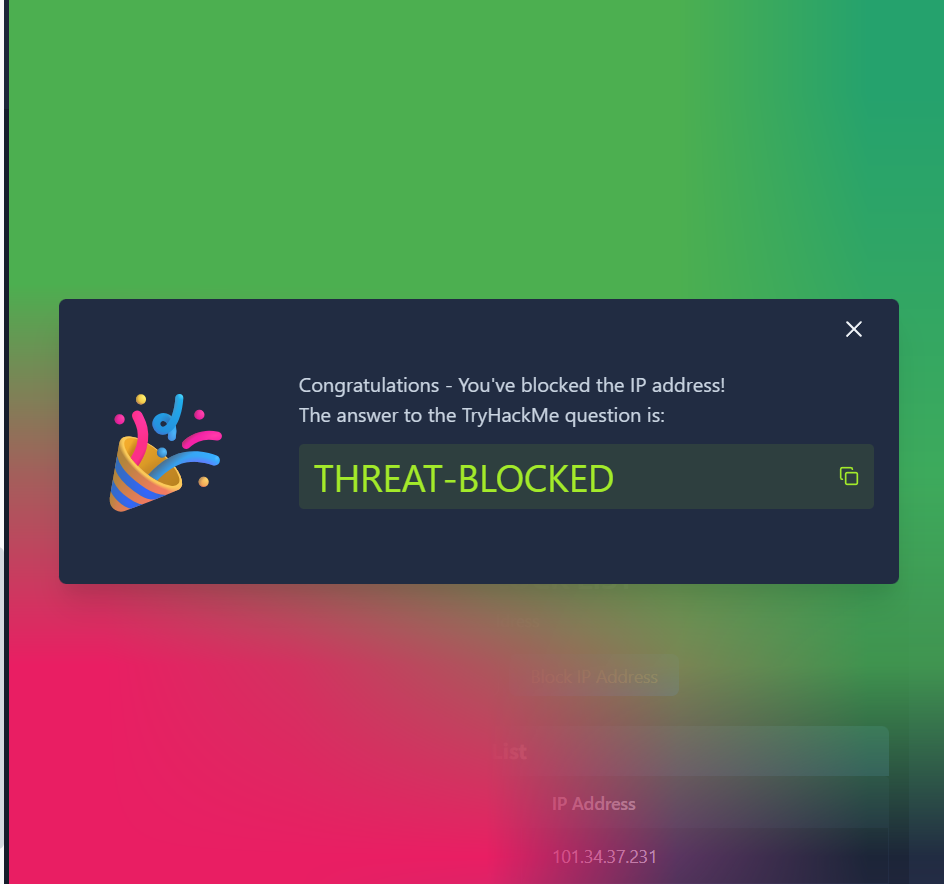 Congratulations - You've blocked the IP address!
The answer to the TryHackMe question is:
THREAT-BLOCKED
Block IP Address
List
IP Address
101.34.37.231